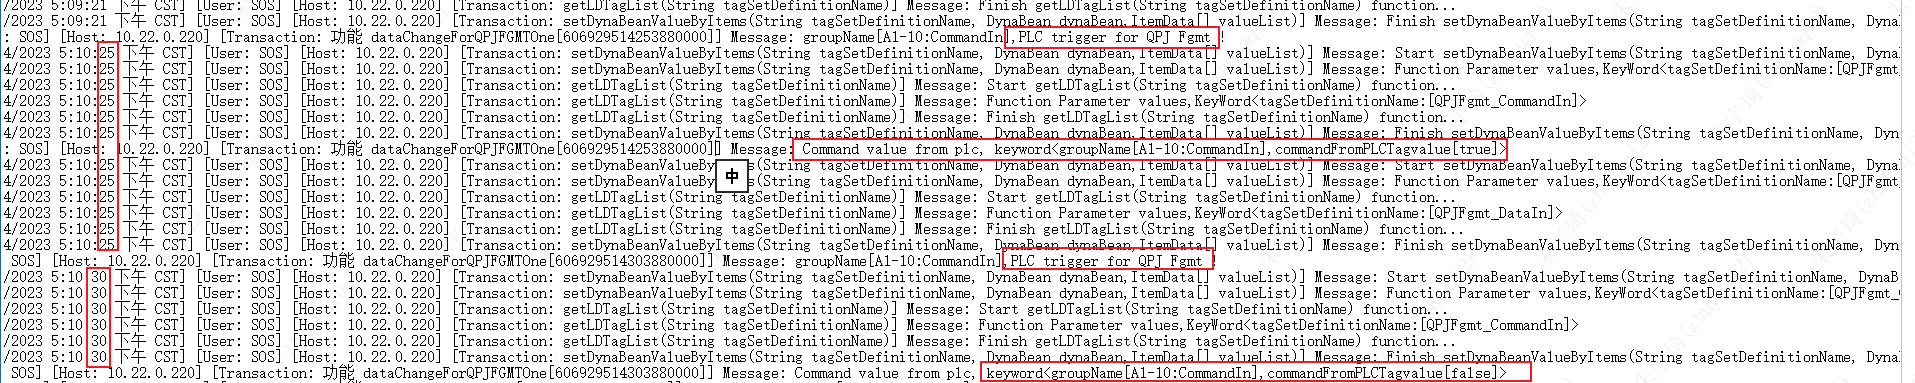 /2023 5:09:21 下午 CST] [User: SOS] [Host: 10.22.0.220] [Transaction: getLDTagList(String tagSetDefinitionName)] Message: Finish getLDTagList(String tagSetDefinitionName) function...
/2023 5:09:21 下午 CST] [User: SOS] [Host: 10.22.0.220] [Transaction: setDynaBeanValueByItems(String tagSetDefinitionName, DynaBean dynaBean,ItemData[] valueList)] Message: Finish setDynaBeanValueByItems(String tagSetDefinitionName, Dyna
: SOS] [Host: 10.22.0.220] [Transaction: 功能 dataChangeForQPJFGMTOne[606929514253880000]] Message: groupName[A1-10:CommandIn],PLC trigger for QPJ Fgmt !
4/2023 5:10:25 下午 CST] [User: SOS] [Host: 10.22.0.220] [Transaction: setDynaBeanValueByItems(String tagSetDefinitionName, DynaBean dynaBean,ItemData[] valueList)] Message: Start setDynaBeanValueByItems(String tagSetDefinitionName, Dyna
4/2023 5:10:25 下午 CST] [User: SOS] [Host: 10.22.0.220] [Transaction: setDynaBeanValueByItems(String tagSetDefinitionName, DynaBean dynaBean,ItemData[] valueList)] Message: Function Parameter values,KeyWord<tagSetDefinitionName:[QPJFgmt_
4/2023 5:10:25 下午 CST] [User: SOS] [Host: 10.22.0.220] [Transaction: getLDTagList(String tagSetDefinitionName)] Message: Start getLDTagList(String tagSetDefinitionName) function...
4/2023 5:10:25 下午 CST] [User: SOS] [Host: 10.22.0.220] [Transaction: getLDTagList(String tagSetDefinitionName)] Message: Function Parameter values,KeyWord<tagSetDefinitionName:[QPJFgmt_CommandIn]>
4/2023 5:10:25 下午 CST] [User: SOS] [Host: 10.22.0.220] [Transaction: getLDTagList(String tagSetDefinitionName)] Message: Finish getLDTagList(String tagSetDefinitionName) function...
4/2023 5:10:25 下午 CST] [User: SOS] [Host: 10.22.0.220] [Transaction: setDynaBeanValueByItems(String tagSetDefinitionName, DynaBean dynaBean,ItemData[] valueList)] Message: Finish setDynaBeanValueByItems(String tagSetDefinitionName, Dyn
: SOS] [Host: 10.22.0.220] [Transaction: 功能 dataChangeForQPJFGMTOne[606929514253880000]] Message: Command value from plc, keyword<groupName[A1-10:CommandIn],commandFromPLCTagvalue[true]>
4/2023 5:10:25 下午 CST] [User: SOS] [Host: 10.22.0.220] [Transaction: setDynaBeanValueBy (String tagSetDefinitionName, DynaBean dynaBean,ItemData[] valueList)] Message: Start setDynaBeanValueByItems(String tagSetDefinitionName, Dyna
中
4/2023 5:10:25 下午 CST] [User: SOS] [Host: 10.22.0.220] [Transaction: setDynaBeanValueBy (String tagSetDefinitionName, DynaBean dynaBean,ItemData[] valueList)] Message: Function Parameter values,KeyWord<tagSetDefinitionName:[QPJFgmt_
4/2023 5:10:25 下午 CST] [User: SOS] [Host: 10.22.0.220] [Transaction: getLDTagList(String tagSetDefinitionName)] Message: Start getLDTagList(String tagSetDefinitionName) function...
4/2023 5:10:25 下午 CST] [User: SOS] [Host: 10.22.0.220] [Transaction: getLDTagList(String tagSetDefinitionName)] Message: Function Parameter values,KeyWord<tagSetDefinitionName:[QPJFgmt_DataIn]>
4/2023 5:10:25 下午 CST] [User: SOS] [Host: 10.22.0.220] [Transaction: getLDTagList(String tagSetDefinitionName)] Message: Finish getLDTagList(String tagSetDefinitionName) function...
4/2023 5:10:25 下午 CST] [User: SOS] [Host: 10.22.0.220] [Transaction: setDynaBeanValueByItems(String tagSetDefinitionName, DynaBean dynaBean,ItemData[] valueList)] Message: Finish setDynaBeanValueByItems(String tagSetDefinitionName, Dyn
SOS] [Host: 10.22.0.220] [Transaction: 功能 dataChangeForQPJFGMTOne[606929514303880000]] Message: groupName[A1-10:CommandIn],PLC trigger for QPJ Fgmt !
/2023 5:10 30 下午 CST] [User: SOS] [Host: 10.22.0.220] [Transaction: setDynaBeanValueByItems(String tagSetDefinitionName, DynaBean dynaBean,ItemData[] valueList)] Message: Start setDynaBeanValueByItems(String tagSetDefinitionName, DynaB
/2023 5:10 30 下午 CST] [User: SOS] [Host: 10.22.0.220] [Transaction: setDynaBeanValueByItems(String tagSetDefinitionName, DynaBean dynaBean,ItemData[] valueList)] Message: Function Parameter values,KeyWord<tagSetDefinitionName:[QPJFgmt_
/2023 5:10 30 下午 CST] [User: SOS] [Host: 10.22.0.220] [Transaction: getLDTagList(String tagSetDefinitionName)] Message: Start getLDTagList(String tagSetDefinitionName) function...
/2023 5:10 30 下午 CST] [User: SOS] [Host: 10.22.0.220] [Transaction: getLDTagList(String tagSetDefinitionName)] Message: Function Parameter values,KeyWord<tagSetDefinitionName:[QPJFgmt_CommandIn]>
/2023 5:10 30 下午 CST] [User: SOS] [Host: 10.22.0.220] [Transaction: getLDTagList(String tagSetDefinitionName)] Message: Finish getLDTagList(String tagSetDefinitionName) function...
/2023 5:10 30 下午 CST] [User: SOS] [Host: 10.22.0.220] [Transaction: setDynaBeanValueByItems(String tagSetDefinitionName, DynaBean dynaBean,ItemData[] valueList)] Message: Finish setDynaBeanValueByItems(String tagSetDefinitionName, Dyna
SOS] [Host: 10.22.0.220] [Transaction: 功能 dataChangeForQPJFGMTOne[606929514303880000]] Message: Command value from plc, keyword<groupName[A1-10:CommandIn],commandFromPLCTagvalue[false]>